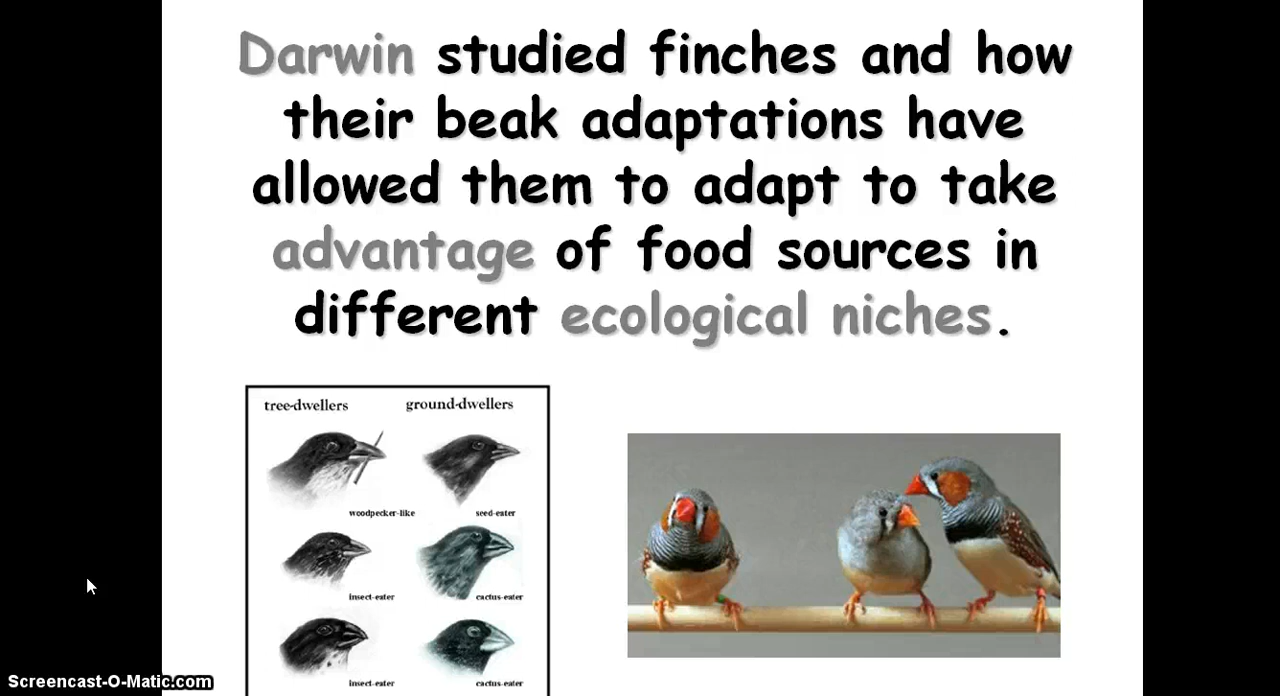 Darwin studied finches and how
their beak adaptations have
allowed them to adapt to take
advantage of food sources in
different ecological niches.
tree-dwellers ground-dwellers
woodpecker-like seed-eater
insect-eater cactus-eater
insect-eater cactus-eater
Screencast-O-Matic.com